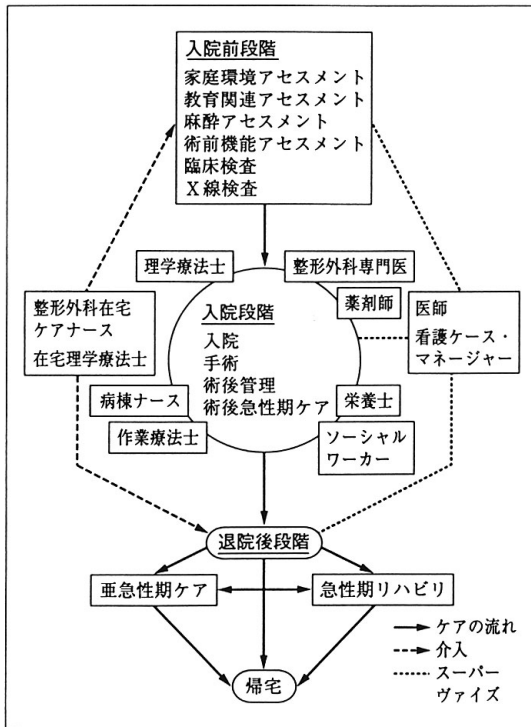 入院前段階
家庭環境アセスメント
教育関連アセスメント
麻酔アセスメント
術前機能アセスメント
臨床検査
X線検査
理学療法士
整形外科専門医
薬剤師
整形外科在宅
ケアナース
在宅理学療法士
入院段階
入院
手術
術後管理
術後急性期ケア
医師
看護ケース・
マネージャー
病棟ナース
作業療法士
栄養士
ソーシャル
ワーカー
退院後段階
亜急性期ケア
急性期リハビリ
帰宅
ケアの流れ
介入
スーパー
ヴァイズ